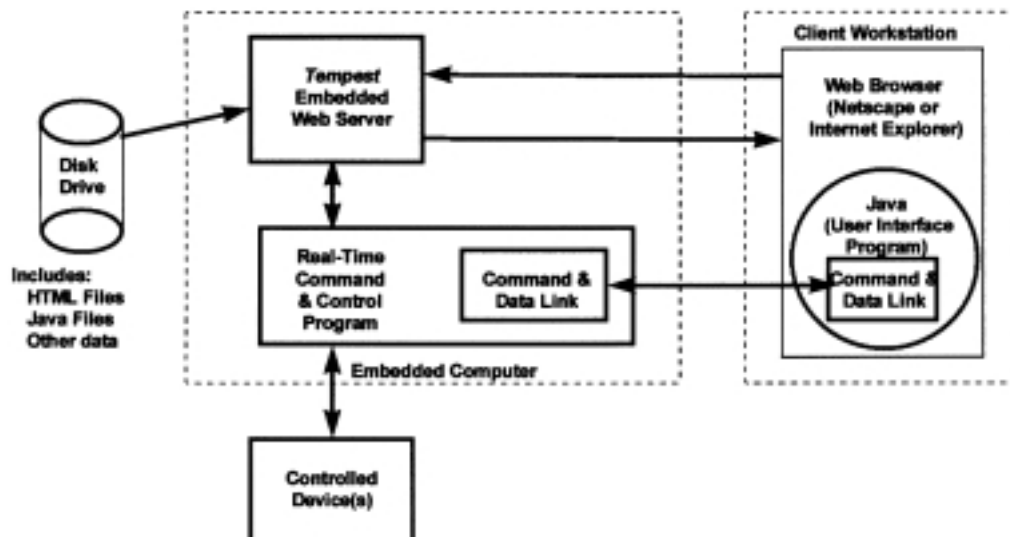 Client Workstation
Tempest
Embedded
Web Server
Web Browser
(Netscape or
Internet Explorer)
Disk
Drive
Includes:
HTML Files
Java Files
Other data
Real-Time
Command
& Control
Program
Command &
Data Link
Java
(User Interface
Program)
Command &
Data Link
Embedded Computer
Controlled
Device(s)